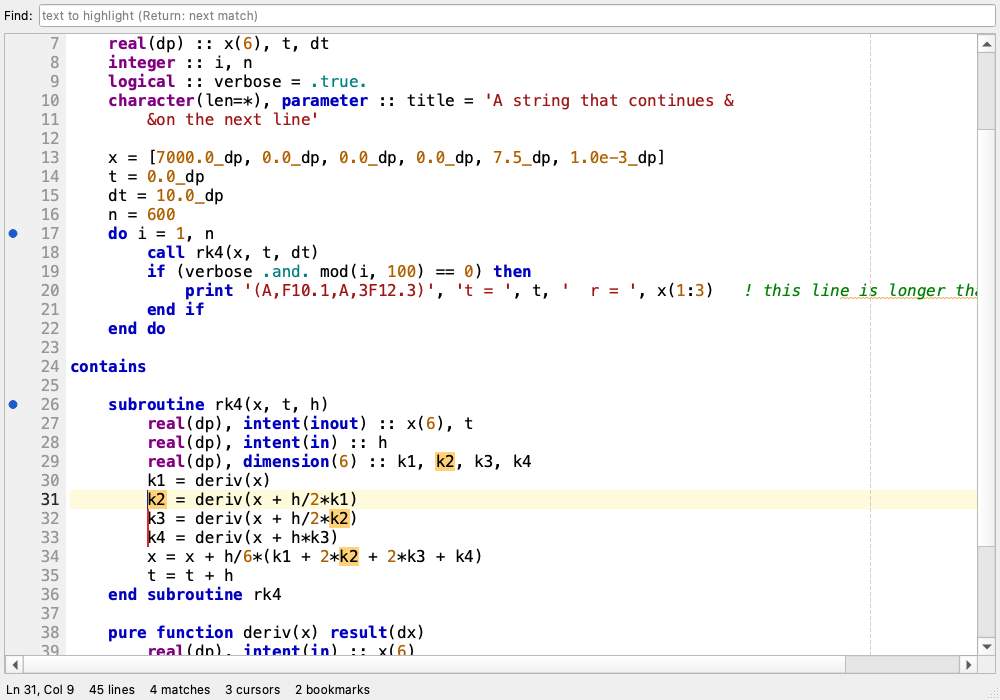 Find: text to highlight (Return: next match)
7 real(dp) :: x(6), t, dt
8 integer :: i, n
9 logical :: verbose = .true.
10 character(len=*), parameter :: title = 'A string that continues &
11 &on the next line'
12
13 x = [7000.0_dp, 0.0_dp, 0.0_dp, 0.0_dp, 7.5_dp, 1.0e-3_dp]
14 t = 0.0_dp
15 dt = 10.0_dp
16 n = 600
17 do i = 1, n
18 call rk4(x, t, dt)
19 if (verbose .and. mod(i, 100) == 0) then
20 print '(A,F10.1,A,3F12.3)', 't = ', t, '  r = ', x(1:3)   ! this line is longer tha
21 end if
22 end do
23
24 contains
25
26 subroutine rk4(x, t, h)
27 real(dp), intent(inout) :: x(6), t
28 real(dp), intent(in) :: h
29 real(dp), dimension(6) :: k1, k2, k3, k4
30 k1 = deriv(x)
31 k2 = deriv(x + h/2*k1)
32 k3 = deriv(x + h/2*k2)
33 k4 = deriv(x + h*k3)
34 x = x + h/6*(k1 + 2*k2 + 2*k3 + k4)
35 t = t + h
36 end subroutine rk4
37
38 pure function deriv(x) result(dx)
39 real(dp), intent(in) :: x(6)
Ln 31, Col 9 45 lines 4 matches 3 cursors 2 bookmarks